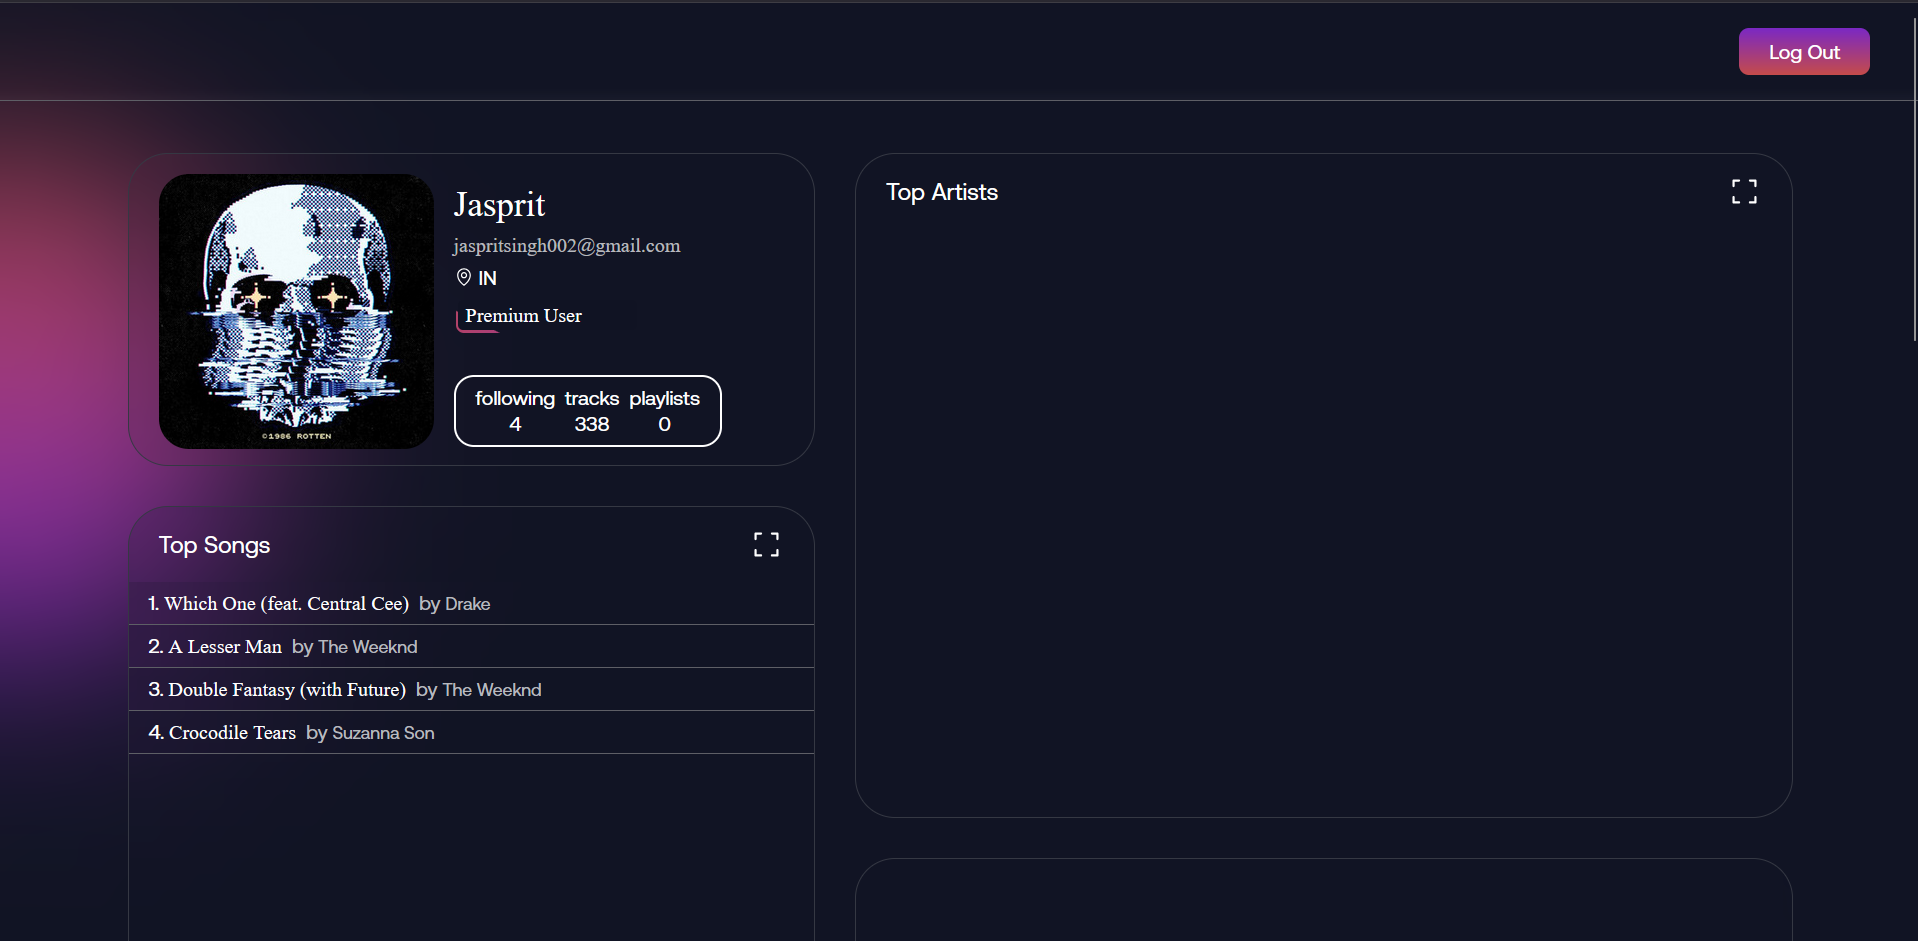 Log Out
Jasprit
jaspritsingh002@gmail.com
IN
Premium User
following tracks playlists
4 338 0
©1986 ROTTEN
Top Songs
1. Which One (feat. Central Cee) by Drake
2. A Lesser Man by The Weeknd
3. Double Fantasy (with Future) by The Weeknd
4. Crocodile Tears by Suzanna Son
Top Artists